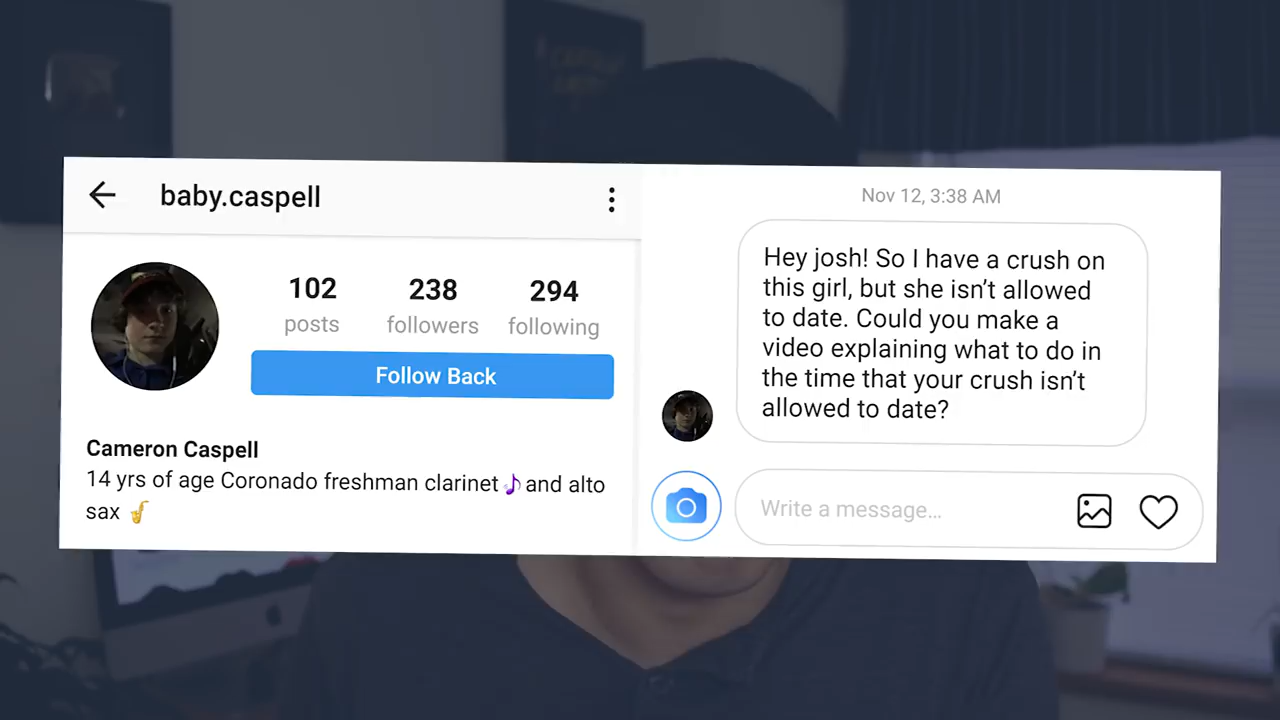 baby.caspell
102
238
294
posts
followers
following
Follow Back
Cameron Caspell
14 yrs of age Coronado freshman clarinet🎵and alto
sax 🎷
Nov 12, 3:38 AM
Hey josh! So I have a crush on
this girl, but she isn't allowed
to date. Could you make a
video explaining what to do in
the time that your crush isn't
allowed to date?
Write a message...